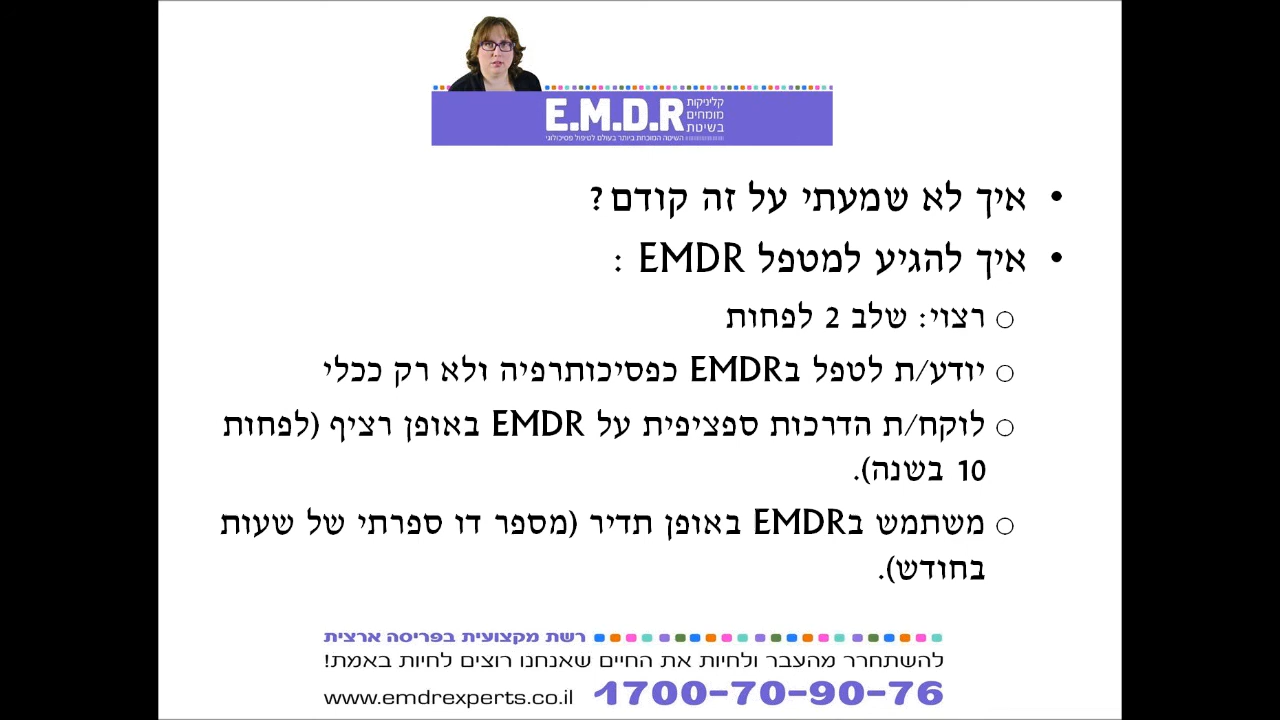 קליניקות
מומחים
בשיטת
E.M.D.R
השיטה המוכחת ביותר בעולם לטיפול פסיכולוגי
• איך לא שמעתי על זה קודם?
• איך להגיע למטפל EMDR :
○ רצוי: שלב 2 לפחות
○ יודע/ת לטפל בEMDR כפסיכותרפיה ולא רק ככלי
○ לוקח/ת הדרכות ספציפית על EMDR באופן רציף (לפחות
10 בשנה).
○ משתמש בEMDR באופן תדיר (מספר דו ספרתי של שעות
בחודש).
רשת מקצועית בפריסה ארצית
להשתחרר מהעבר ולחיות את החיים שאנחנו רוצים לחיות באמת!
1700-70-90-76 www.emdrexperts.co.il